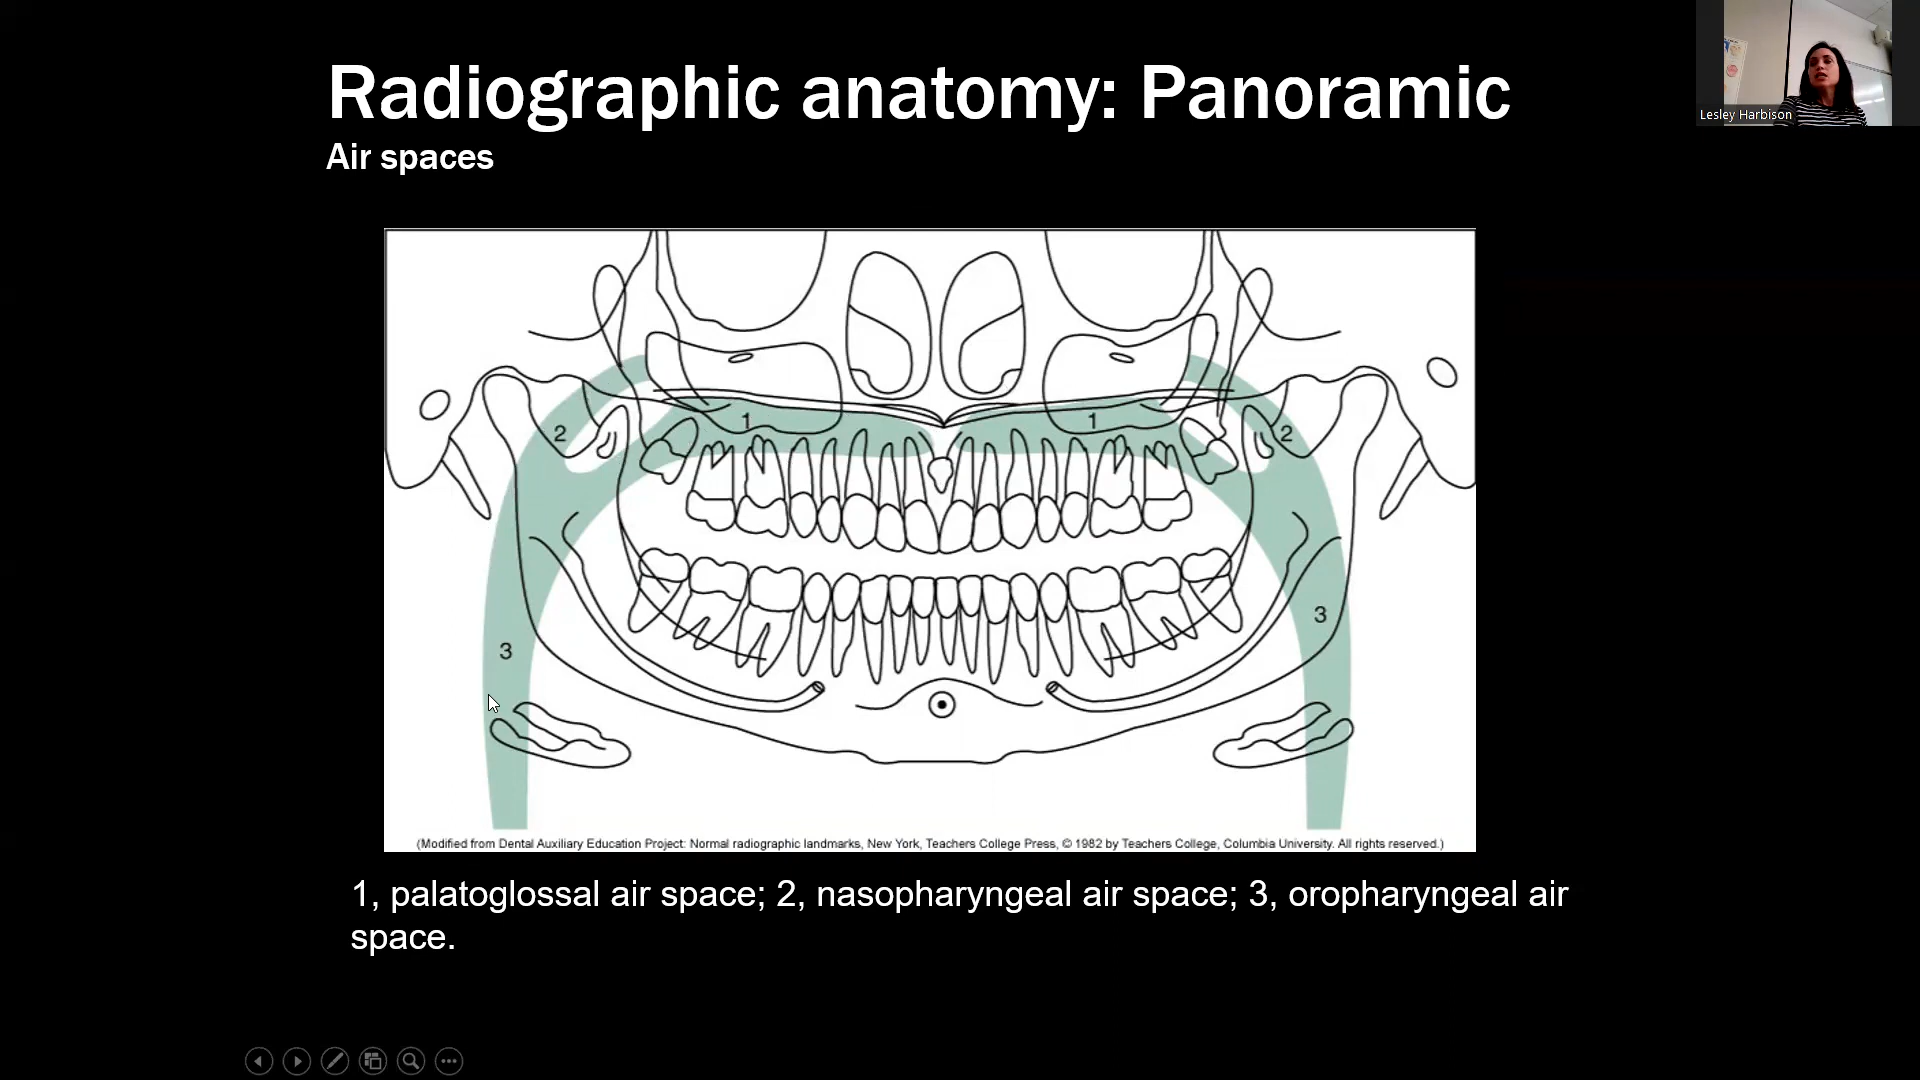 Radiographic anatomy: Panoramic
Air spaces
Lesley Harbison
1
1
2
2
3
3
(Modified from Dental Auxiliary Education Project: Normal radiographic landmarks, New York, Teachers College Press, © 1982 by Teachers College, Columbia University. All rights reserved.)
1, palatoglossal air space; 2, nasopharyngeal air space; 3, oropharyngeal air
space.